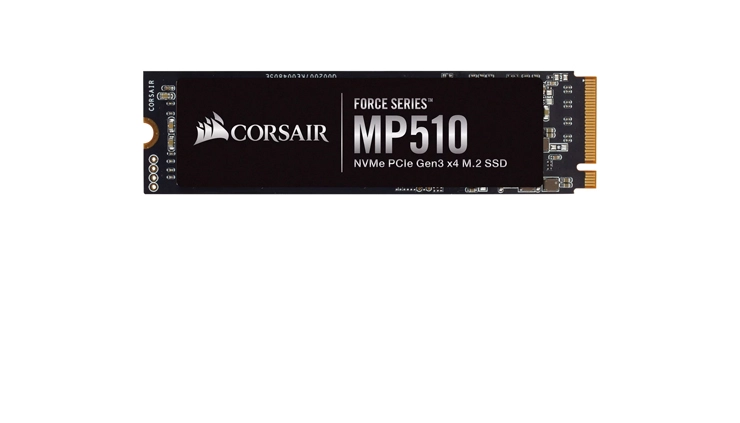 CORSAIR
CORSAIR
FORCE SERIES™
MP510
NVMe PCIe Gen3 x4 M.2 SSD